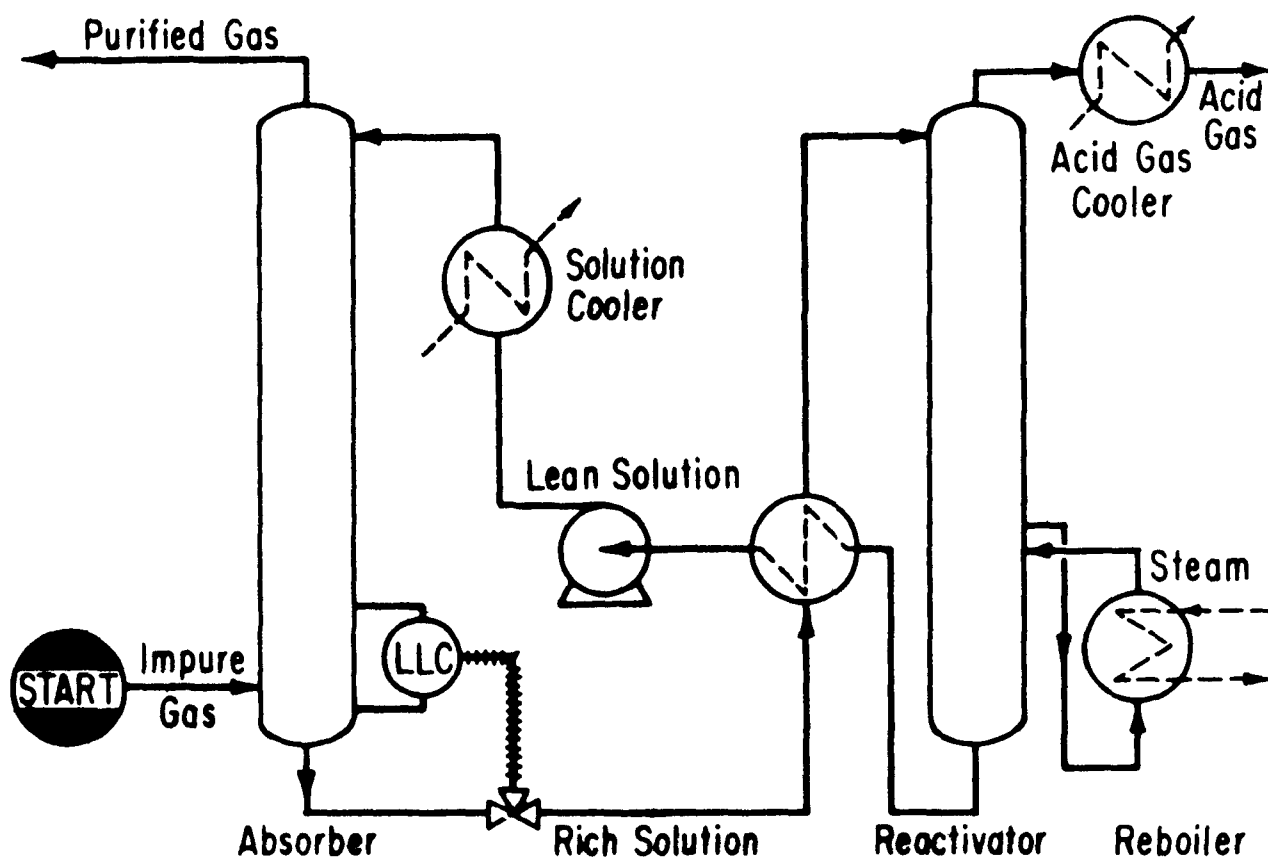 Purified Gas
Acid
Gas
Acid Gas
Cooler
Solution
Cooler
Lean Solution
Steam
START
Impure
Gas
LLC
Absorber
Rich Solution
Reactivator
Reboiler